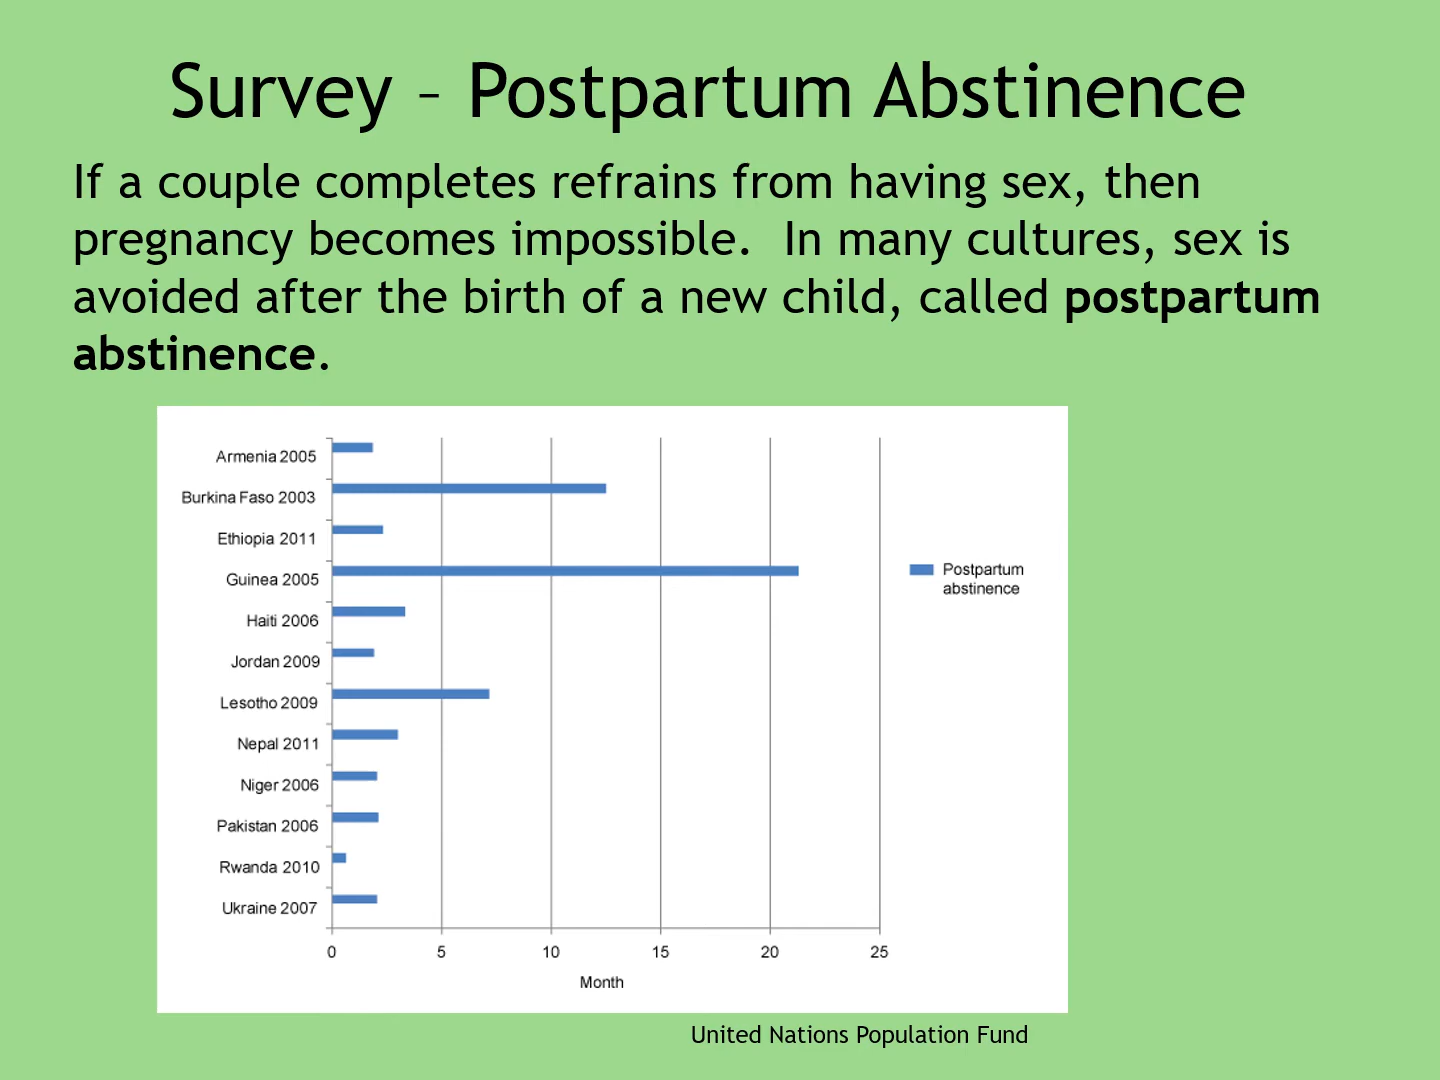 Survey – Postpartum Abstinence
If a couple completes refrains from having sex, then
pregnancy becomes impossible.  In many cultures, sex is
avoided after the birth of a new child, called postpartum
abstinence.
Armenia 2005
Burkina Faso 2003
Ethiopia 2011
Guinea 2005
Haiti 2006
Jordan 2009
Lesotho 2009
Nepal 2011
Niger 2006
Pakistan 2006
Rwanda 2010
Ukraine 2007
Postpartum
abstinence
0 5 10 15 20 25
Month
United Nations Population Fund